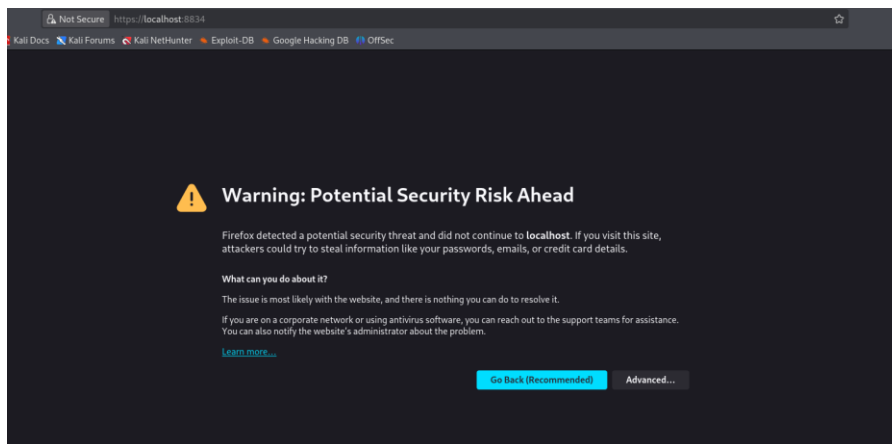 Not Secure https://localhost:8834
Kali Docs Kali Forums Kali NetHunter Exploit-DB Google Hacking DB OffSec
Warning: Potential Security Risk Ahead
Firefox detected a potential security threat and did not continue to localhost. If you visit this site,
attackers could try to steal information like your passwords, emails, or credit card details.
What can you do about it?
The issue is most likely with the website, and there is nothing you can do to resolve it.
If you are on a corporate network or using antivirus software, you can reach out to the support teams for assistance.
You can also notify the website's administrator about the problem.
Learn more…
Go Back (Recommended) Advanced...